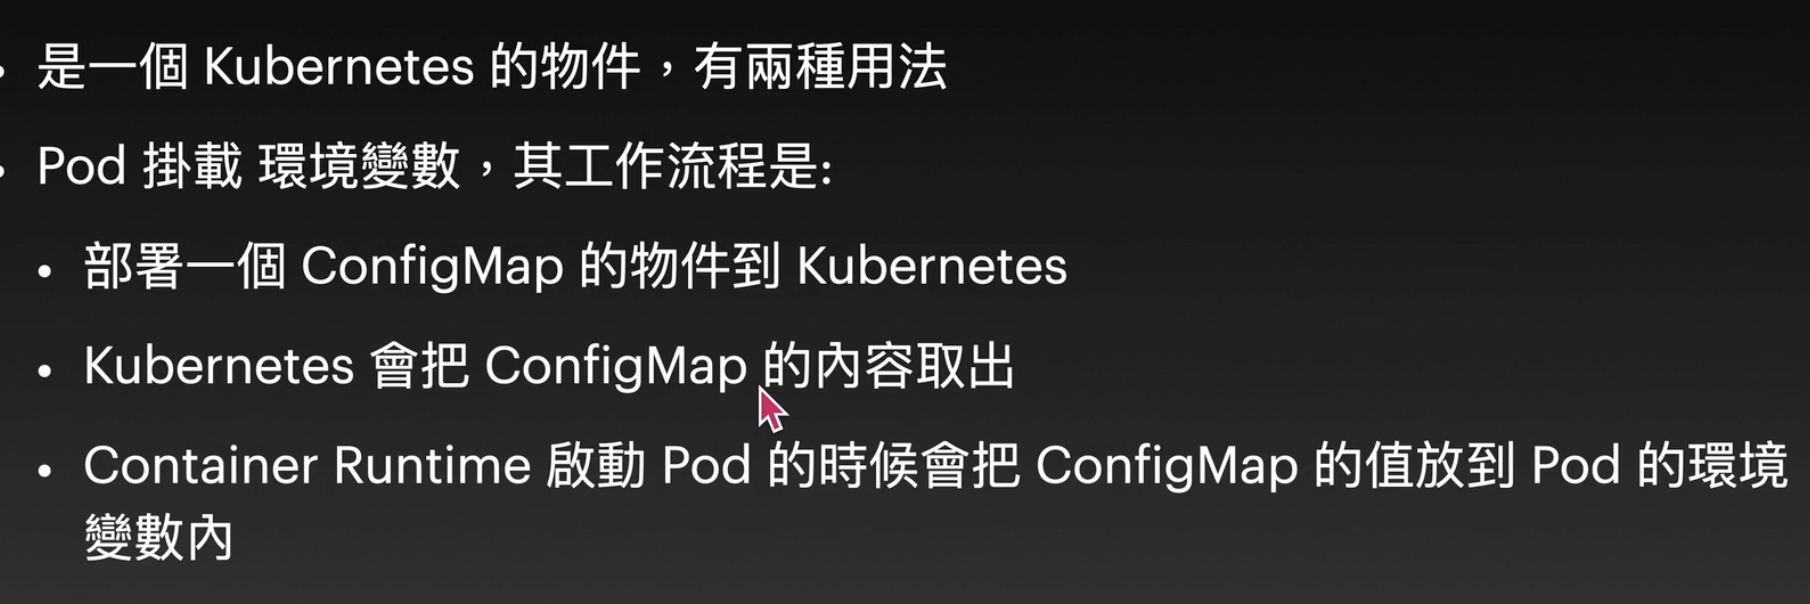 • 是一個 Kubernetes 的物件，有兩種用法
• Pod 掛載 環境變數，其工作流程是:
• 部署一個 ConfigMap 的物件到 Kubernetes
• Kubernetes 會把 ConfigMap 的內容取出
• Container Runtime 啟動 Pod 的時候會把 ConfigMap 的值放到 Pod 的環境
變數內